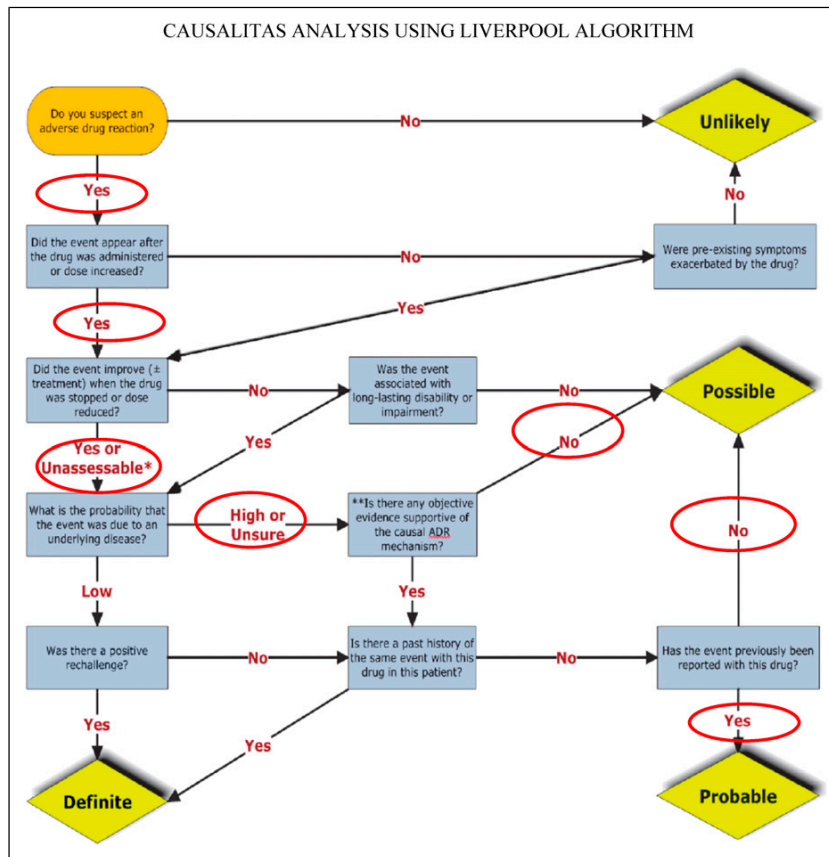 CAUSALITAS ANALYSIS USING LIVERPOOL ALGORITHM
Do you suspect an
adverse drug reaction?
No
Unlikely
Yes
No
Did the event appear after
the drug was administered
or dose increased?
No
Were pre-existing symptoms
exacerbated by the drug?
Yes
Yes
Did the event improve (±
treatment) when the drug
was stopped or dose
reduced?
No
Was the event
associated with
long-lasting disability or
impairment?
No
Possible
Yes or
Unassessable*
Yes
No
What is the probability that
the event was due to an
underlying disease?
High or
Unsure
**Is there any objective
evidence supportive of
the causal ADR
mechanism?
No
Low
Yes
Was there a positive
rechallenge?
No
Is there a past history of
the same event with this
drug in this patient?
No
Has the event previously been
reported with this drug?
Yes
Yes
Yes
Definite
Probable